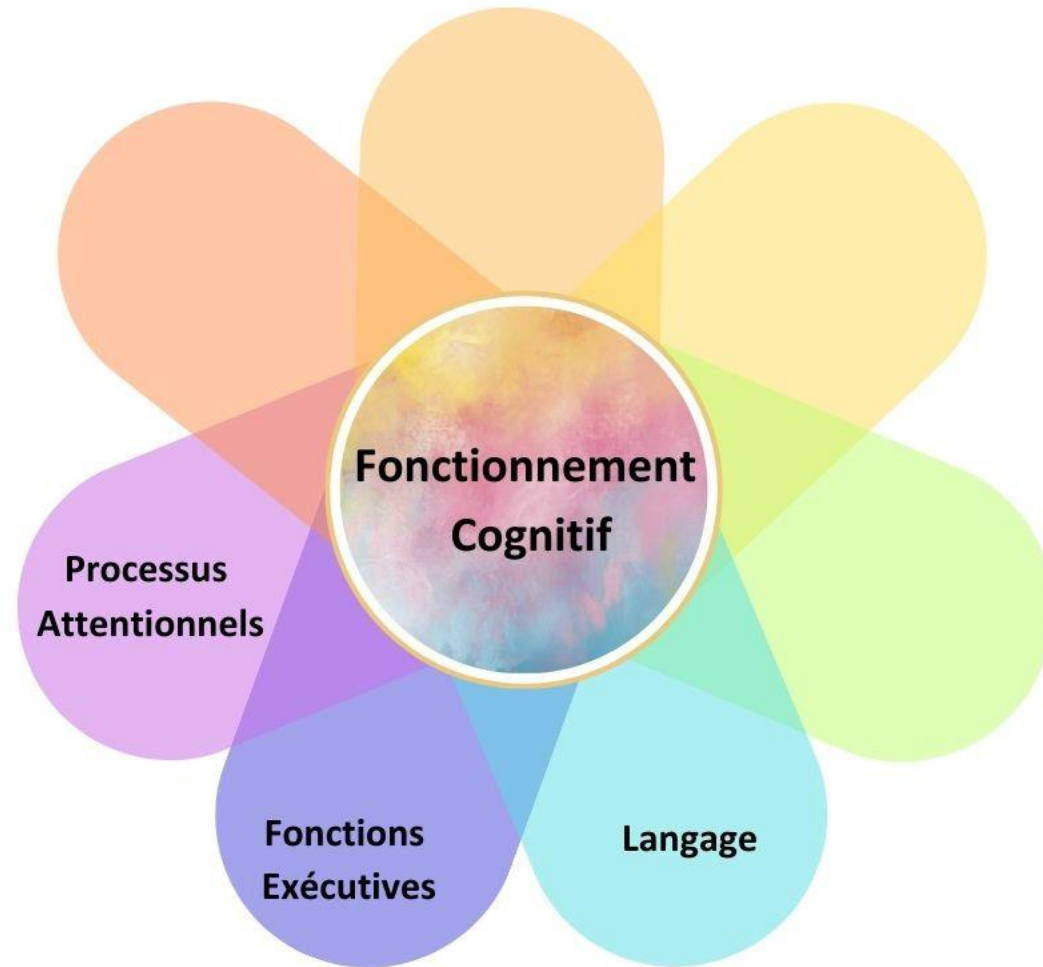 Fonctionnement
Cognitif
Processus
Attentionnels
Fonctions
Exécutives
Langage